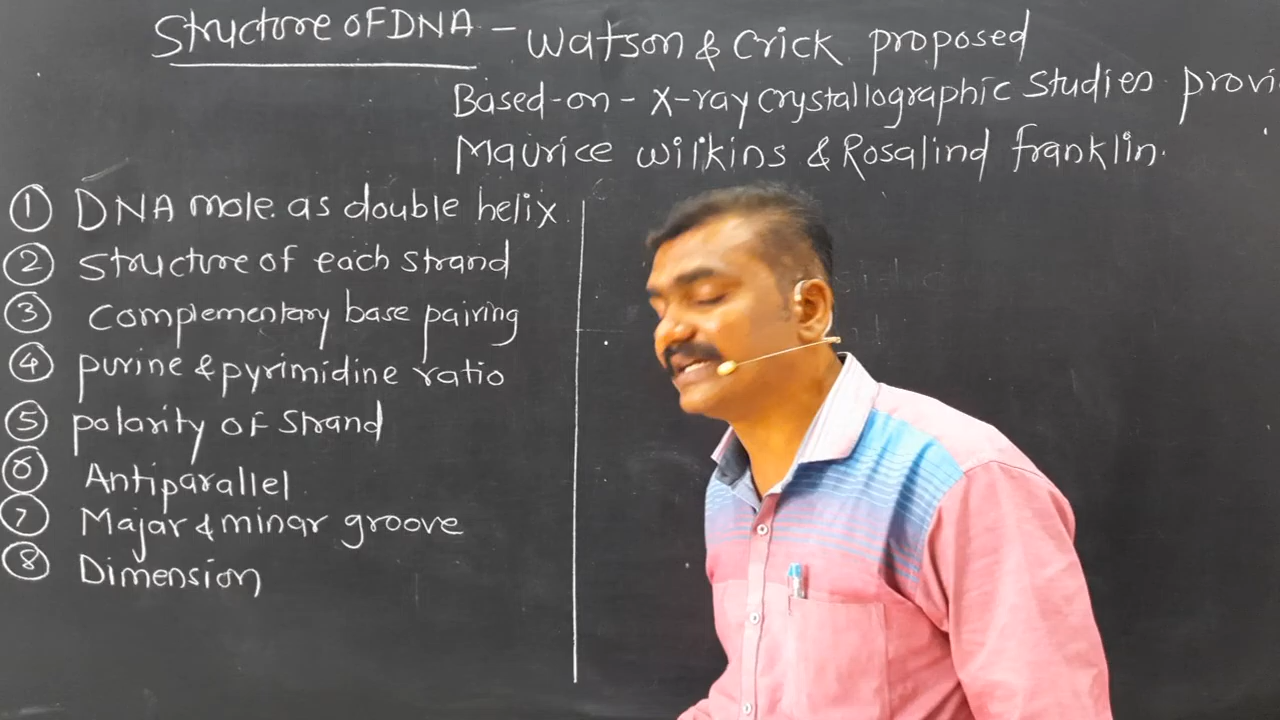 Structure OF DNA - Watson & Crick proposed
Based-on - X-ray crystallographic Studies provi
Maurice wilkins & Rosalind franklin.
① DNA mole. as double helix
② Structure of each strand
③ Complementary base pairing
④ purine & pyrimidine ratio
⑤ polarity OF Strand
⑥ Antiparallel
⑦ Majar & minar groove
⑧ Dimension